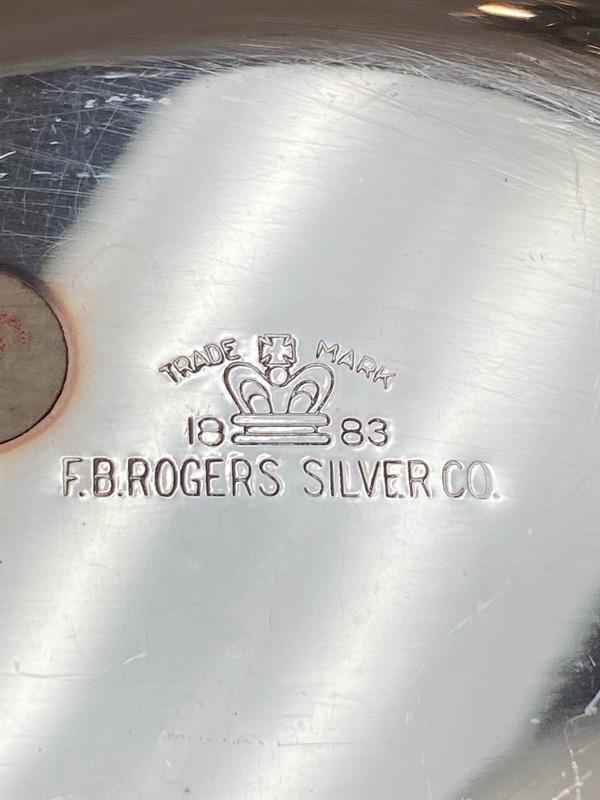 TRADE MARK
18 83
F.B.ROGERS SILVER CO.